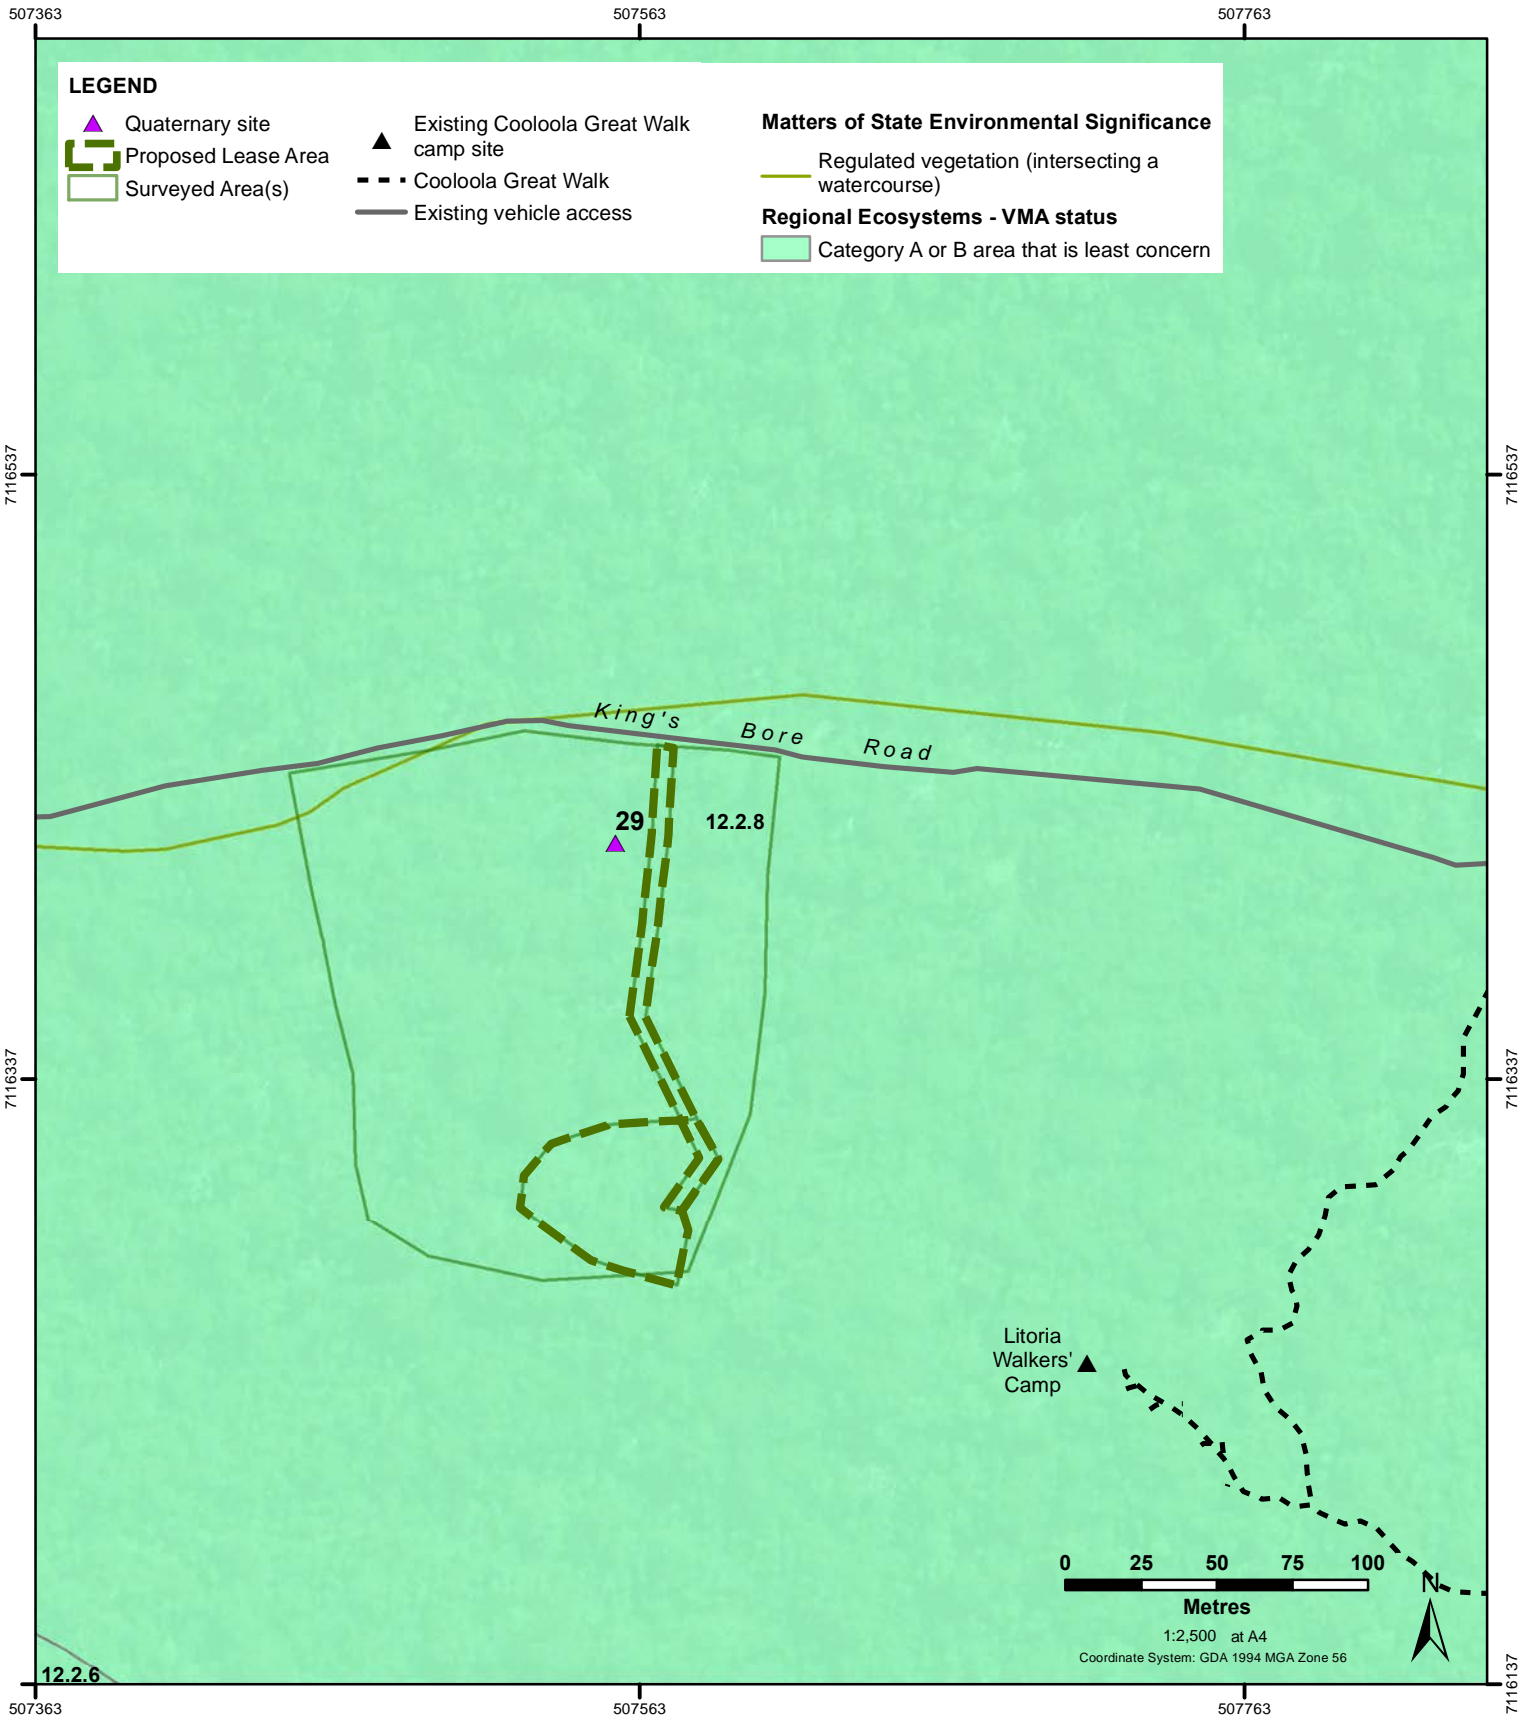 507363
507563
507763
LEGEND
Quaternary site
Proposed Lease Area
Surveyed Area(s)
Existing Cooloola Great Walk
camp site
Cooloola Great Walk
Existing vehicle access
Matters of State Environmental Significance
Regulated vegetation (intersecting a
watercourse)
Regional Ecosystems - VMA status
Category A or B area that is least concern
7116537
7116537
King's Bore Road
29
12.2.8
7116337
7116337
Litoria
Walkers'
Camp
0 25 50 75 100
Metres
1:2,500 at A4
Coordinate System: GDA 1994 MGA Zone 56
N
12.2.6
7116137
507363
507563
507763